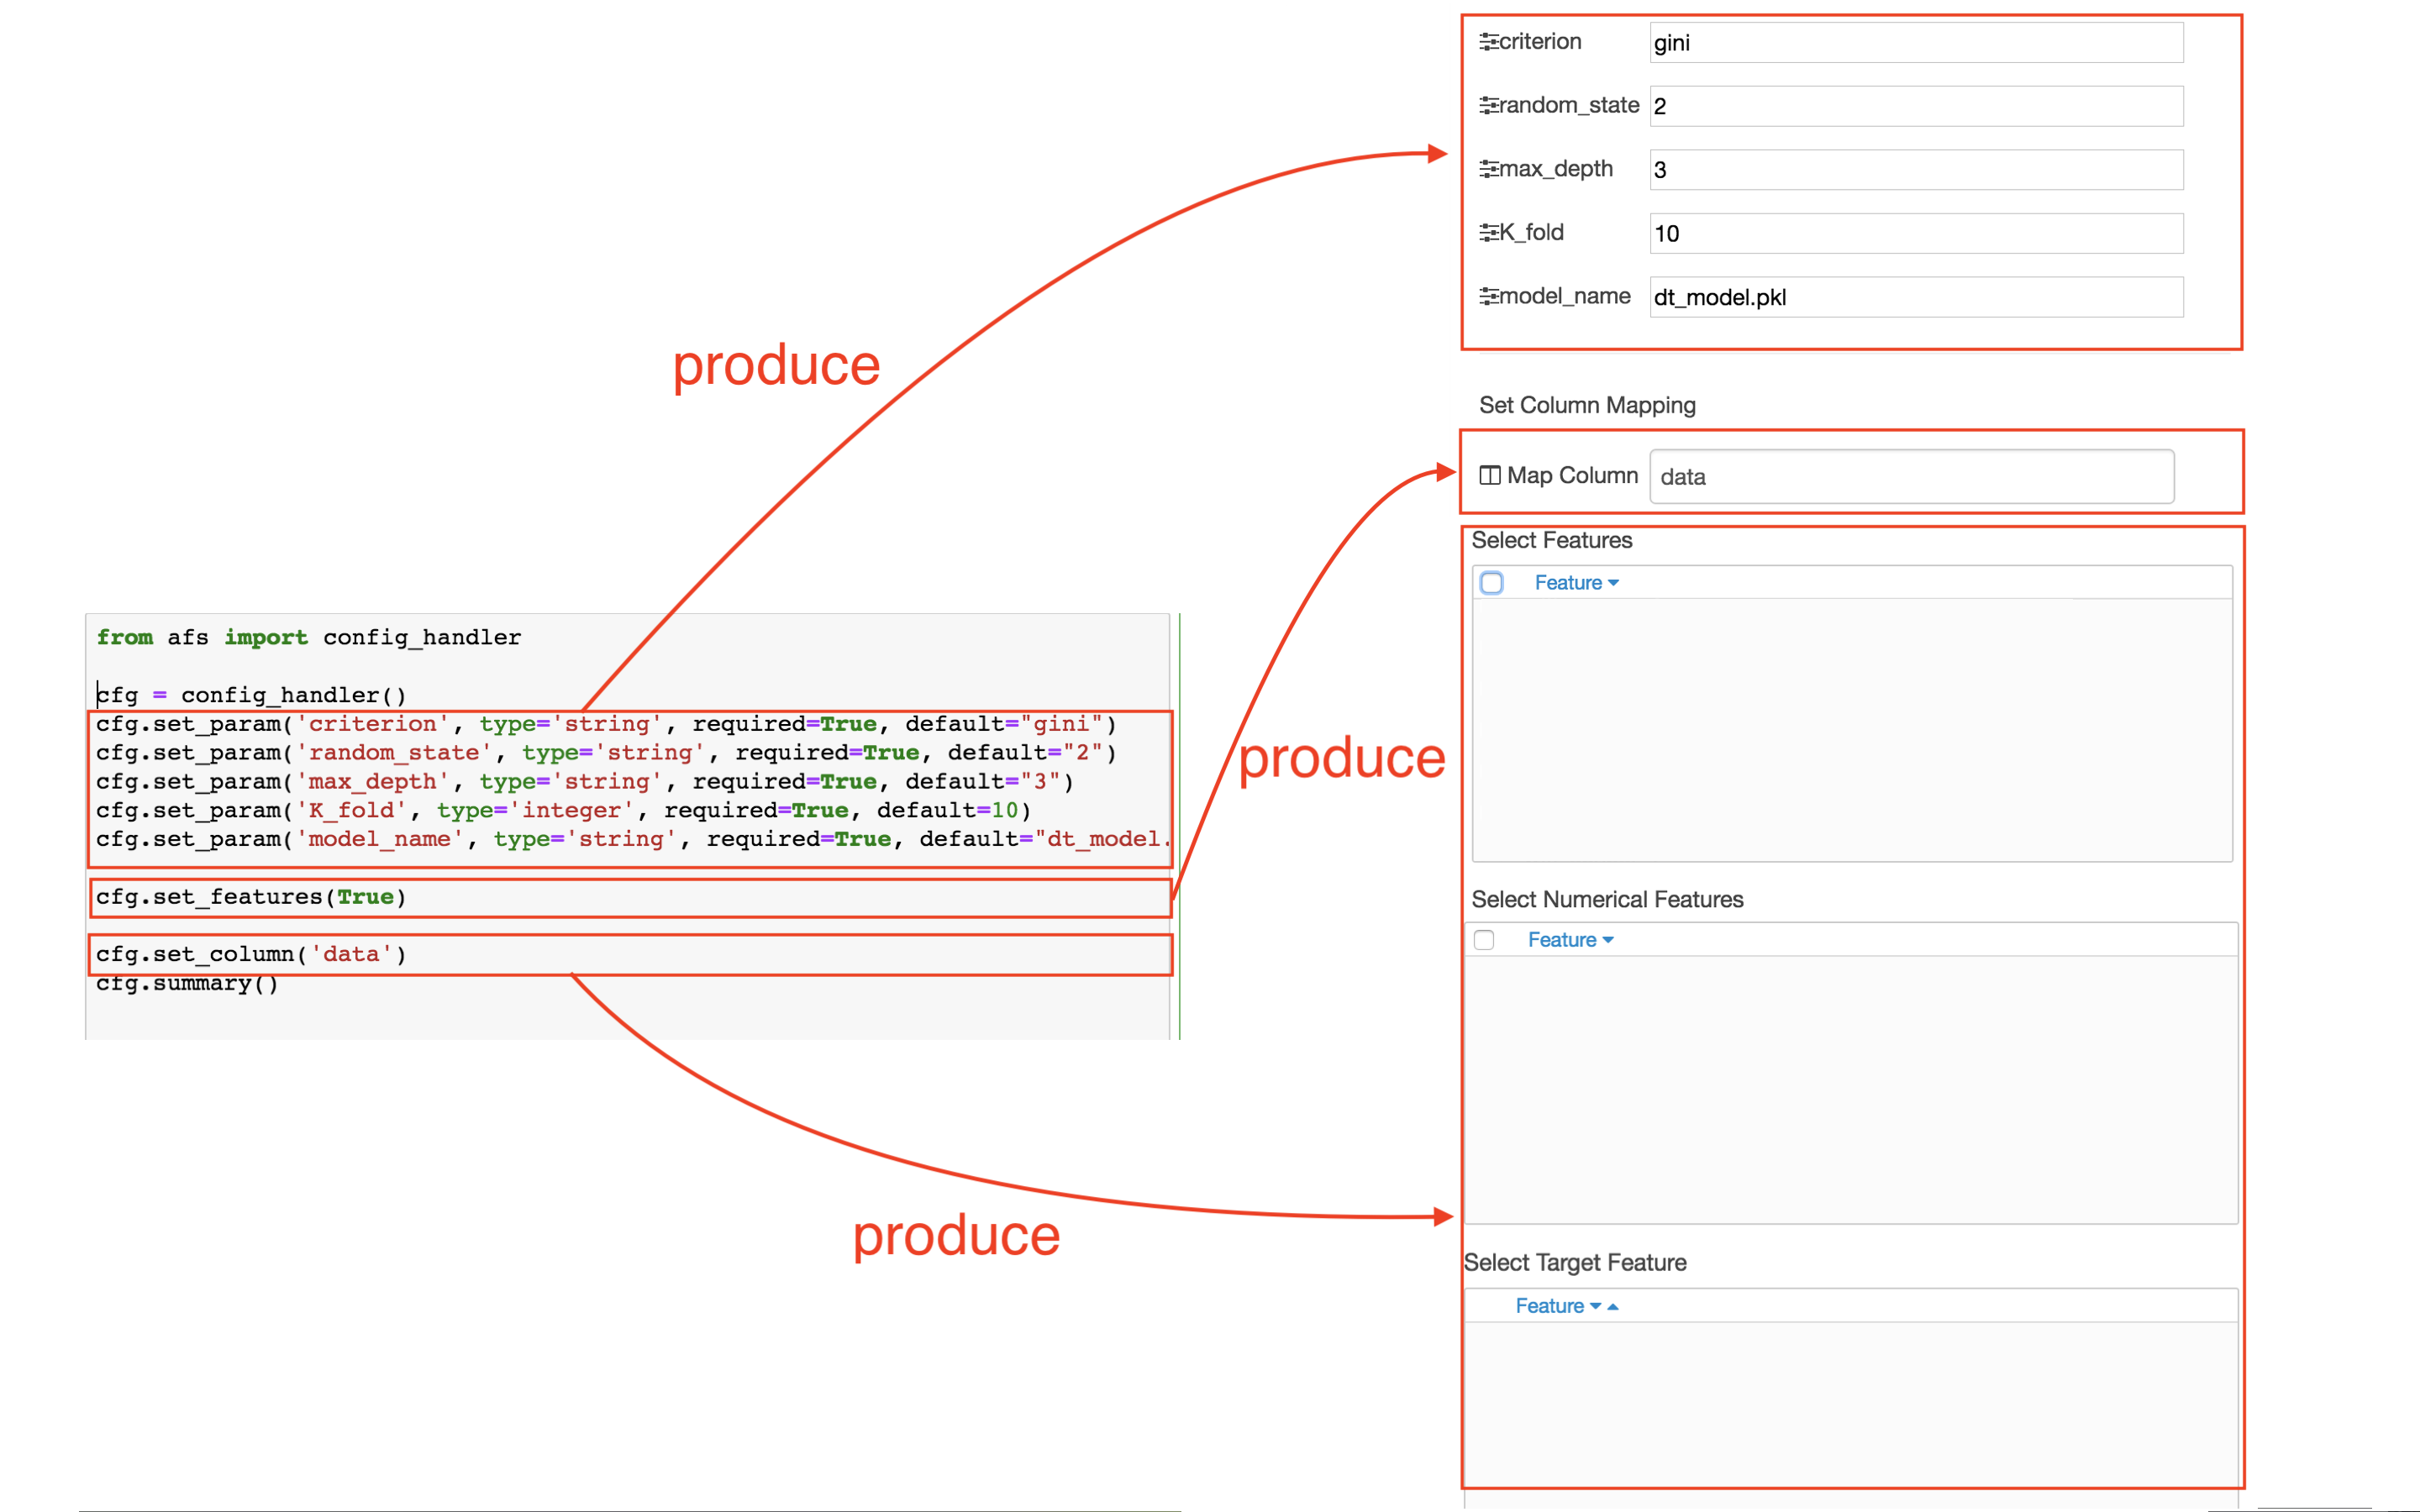 criterion gini
random_state 2
max_depth 3
K_fold 10
model_name dt_model.pkl
produce
Set Column Mapping
Map Column data
Select Features
Feature
from afs import config_handler
cfg = config_handler()
cfg.set_param('criterion', type='string', required=True, default="gini")
cfg.set_param('random_state', type='string', required=True, default="2")
cfg.set_param('max_depth', type='string', required=True, default="3")
cfg.set_param('K_fold', type='integer', required=True, default=10)
cfg.set_param('model_name', type='string', required=True, default="dt_model.
cfg.set_features(True)
cfg.set_column('data')
cfg.summary()
produce
Select Numerical Features
Feature
produce
Select Target Feature
Feature